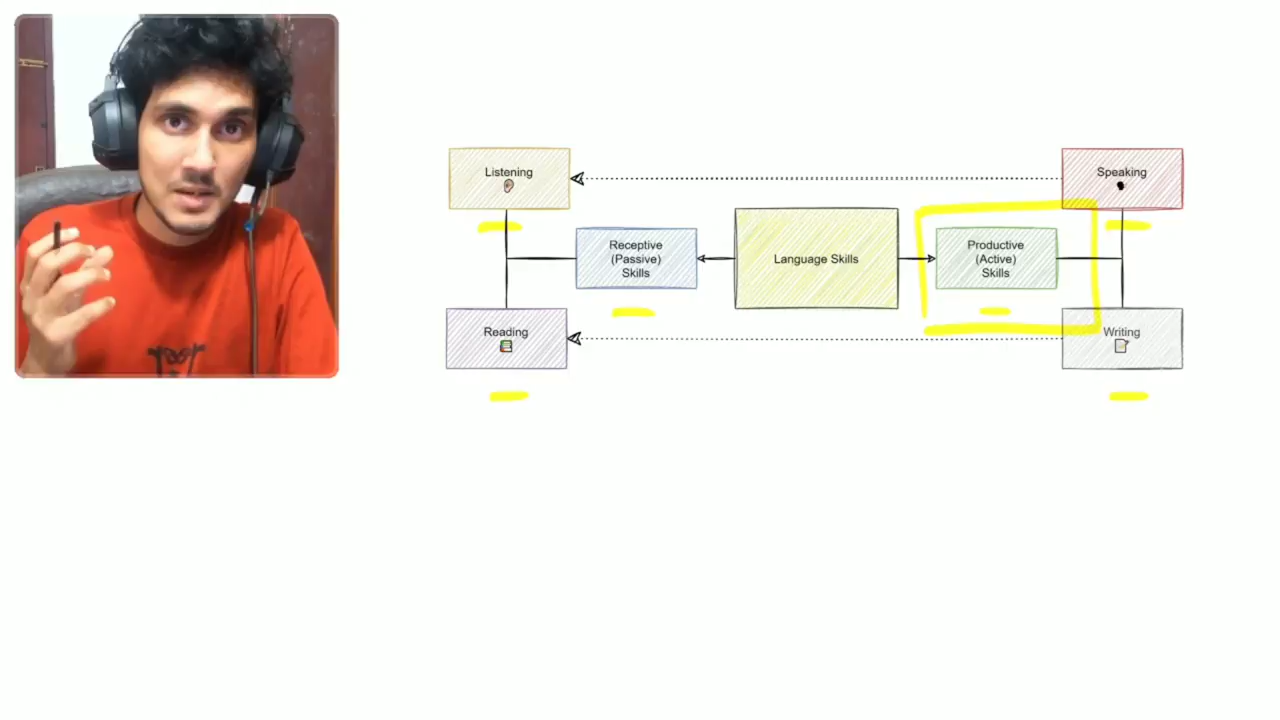 Listening
Speaking
Receptive
(Passive)
Skills
Language Skills
Productive
(Active)
Skills
Reading
Writing